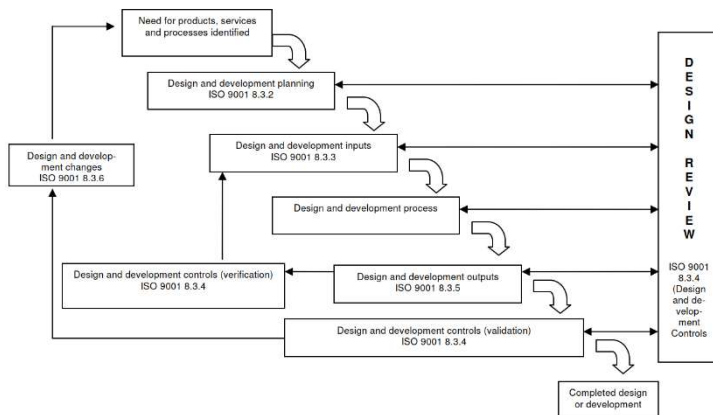 Need for products, services
and processes identified
Design and development planning
ISO 9001 8.3.2
Design and development inputs
ISO 9001 8.3.3
Design and develop-
ment changes
ISO 9001 8.3.6
Design and development process
Design and development controls (verification)
ISO 9001 8.3.4
Design and development outputs
ISO 9001 8.3.5
Design and development controls (validation)
ISO 9001 8.3.4
Completed design
or development
DESIGN
REVIEW
ISO 9001
8.3.4
(Design
and de-
velop-
ment
Controls